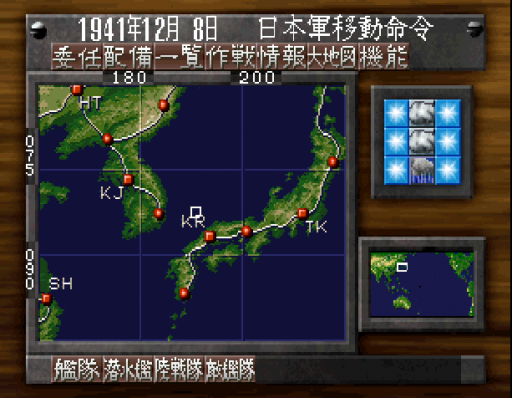 1941年12月 8日 日本軍移動命令
委任配備一覧作戦情報大地図機能
180 200
HT
075
KJ
KR
TK
090
SH
艦隊 潜水艦 陸戦隊 敵艦隊